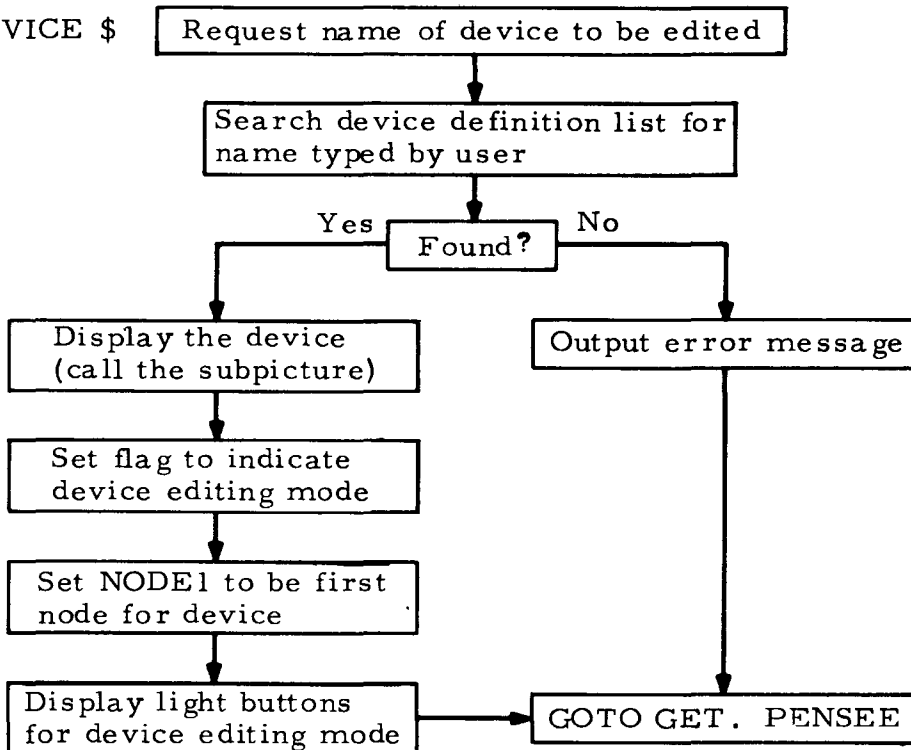 VICE $
Request name of device to be edited
Search device definition list for
name typed by user
Yes
No
Found?
Display the device
(call the subpicture)
Output error message
Set flag to indicate
device editing mode
Set NODE1 to be first
node for device
Display light buttons
for device editing mode
GOTO GET. PENSEE